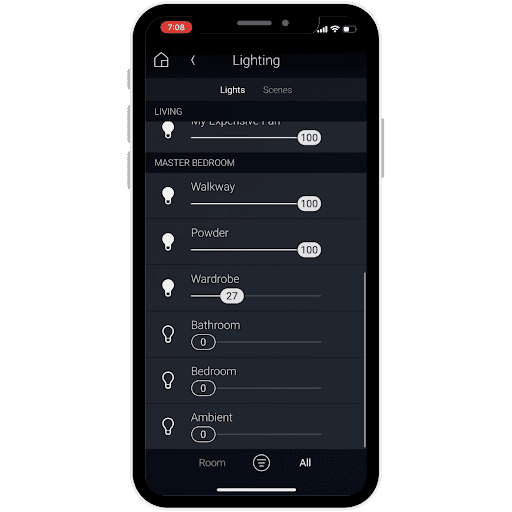 7:08
Lighting
Lights Scenes
LIVING
My Expensive Fan
100
MASTER BEDROOM
Walkway
100
Powder
100
Wardrobe
27
Bathroom
0
Bedroom
0
Ambient
0
Room All